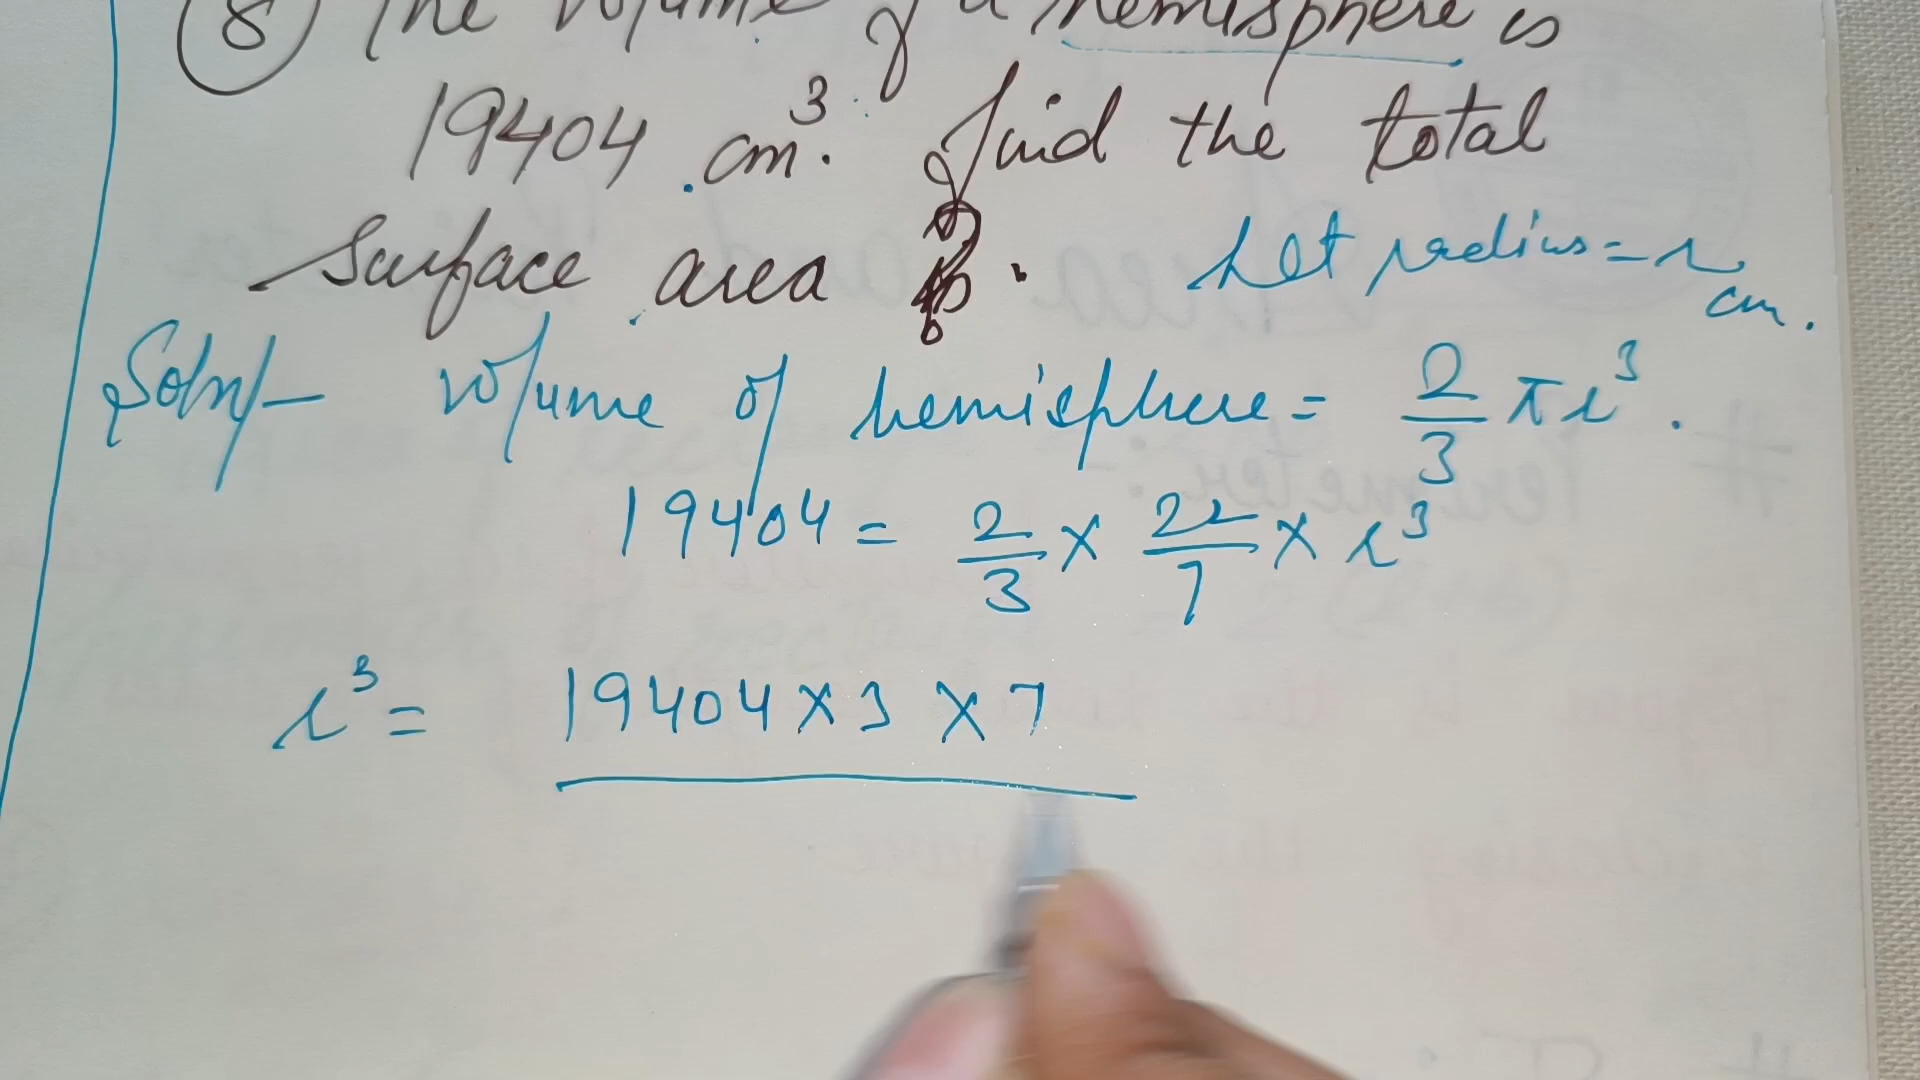 8 The volume of a hemisphere is
19404 cm³. find the total
surface area . Let radius = r cm.
Soln/- volume of hemisphere = 2/3 πr³.
19404 = 2/3 × 22/7 × r³
r³ = 19404 × 3 × 7